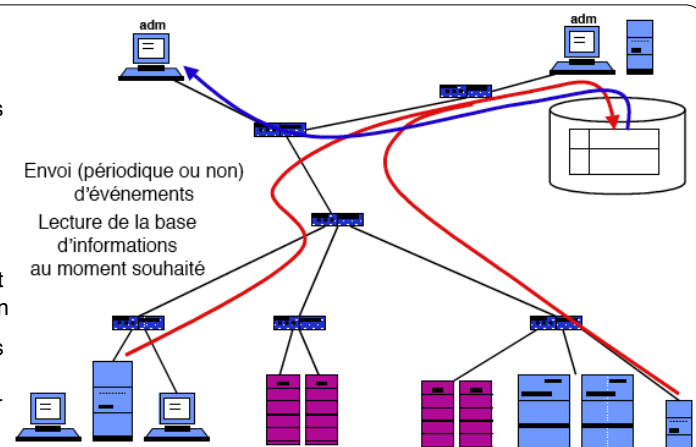 adm
adm
s
Envoi (périodique ou non)
d'événements
Lecture de la base
d'informations
au moment souhaité
t
n
s